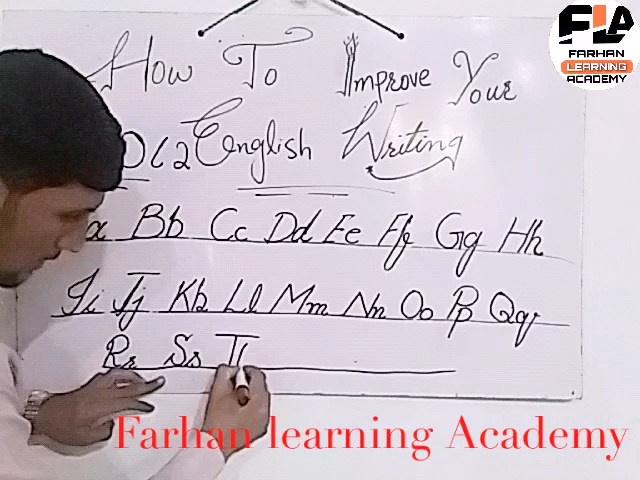 FLA
FARHAN
LEARNING
ACADEMY
How To Improve Your
English Writing
Bb Cc Dd Ee Ff Gg Hh
Ii Jj Kk Ll Mm Nn Oo Pp Qq
Rr Ss T
Farhan learning Academy